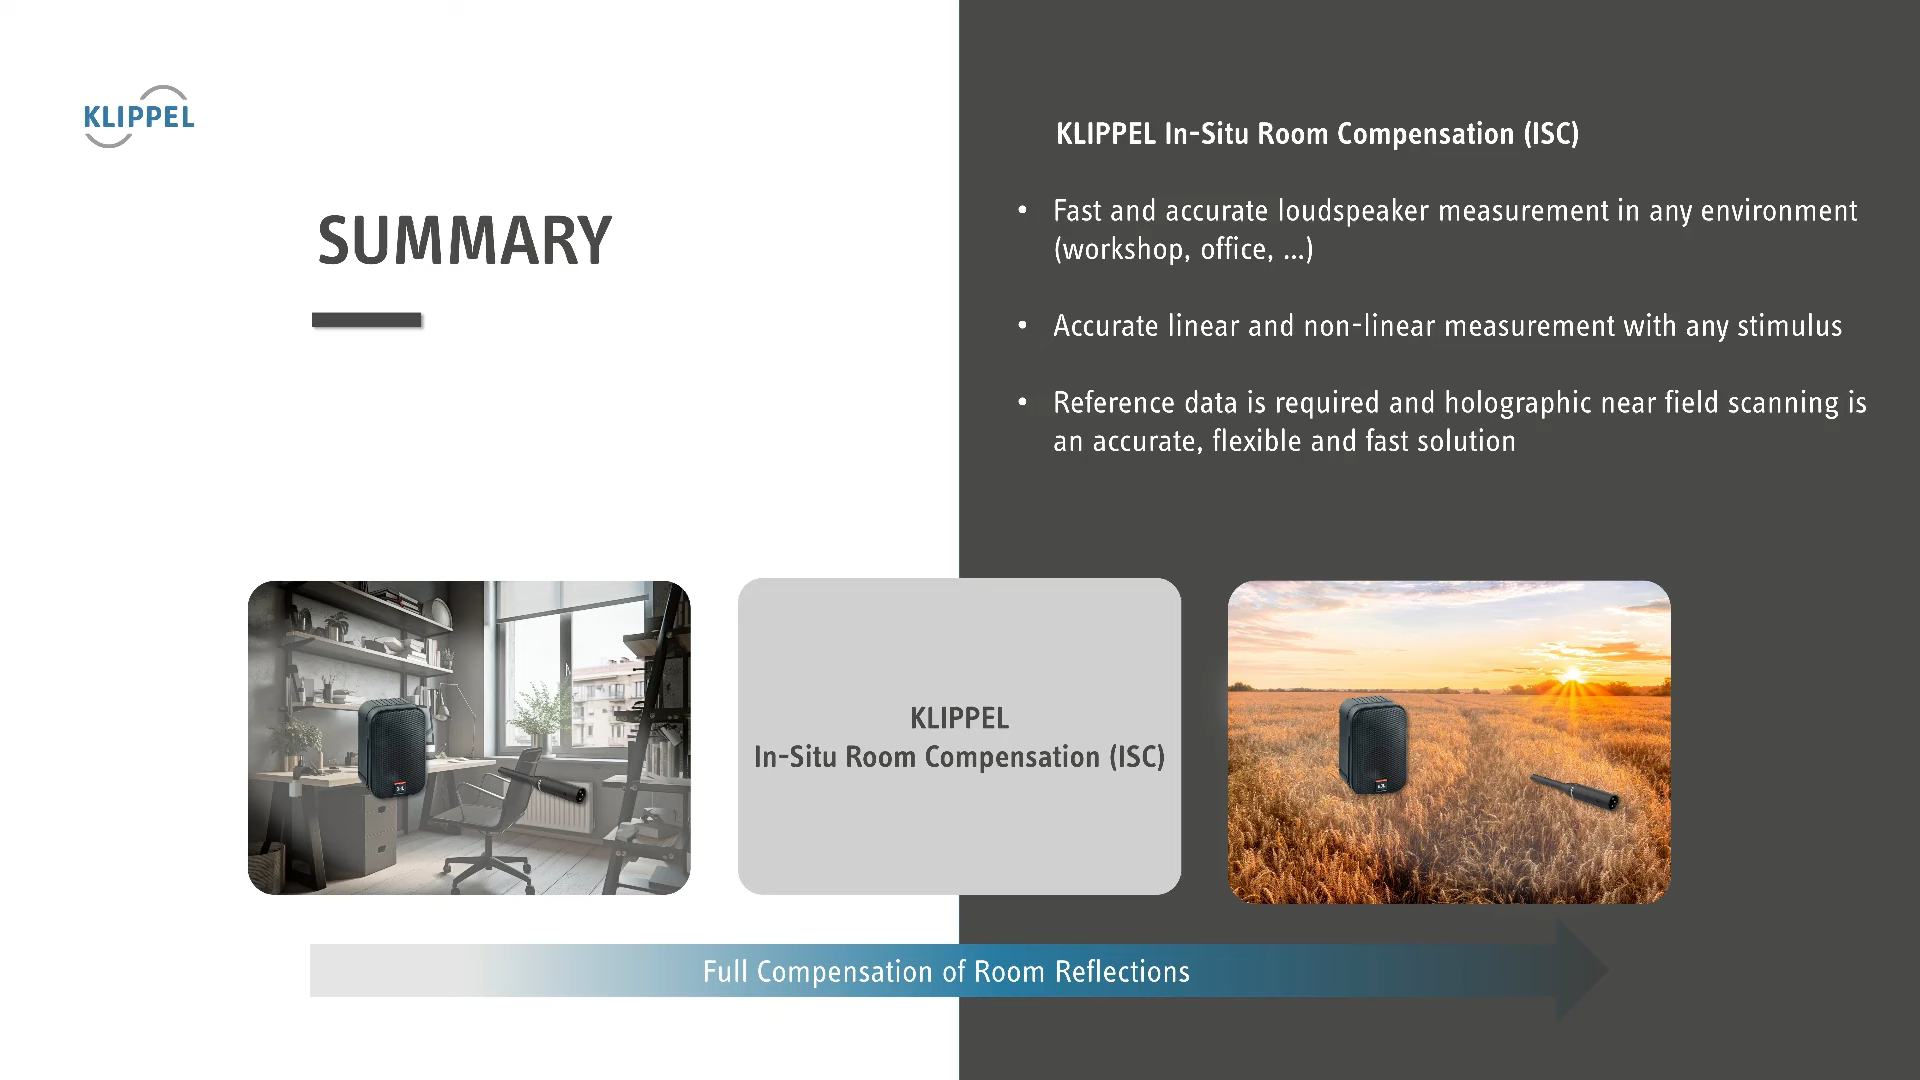 KLIPPEL
SUMMARY
KLIPPEL In-Situ Room Compensation (ISC)
• Fast and accurate loudspeaker measurement in any environment
(workshop, office, ...)
• Accurate linear and non-linear measurement with any stimulus
• Reference data is required and holographic near field scanning is
an accurate, flexible and fast solution
KLIPPEL
In-Situ Room Compensation (ISC)
Full Compensation of Room Reflections